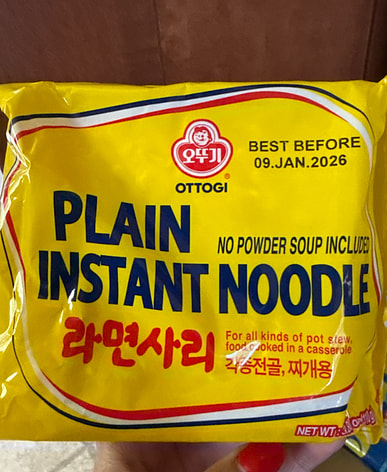 오뚜기
OTTOGI
BEST BEFORE
09.JAN.2026
PLAIN
NO POWDER SOUP INCLUDED
INSTANT NOODLE
라면사리
For all kinds of pot stew,
food cooked in a casserole
각종전골, 찌개용
NET WT.